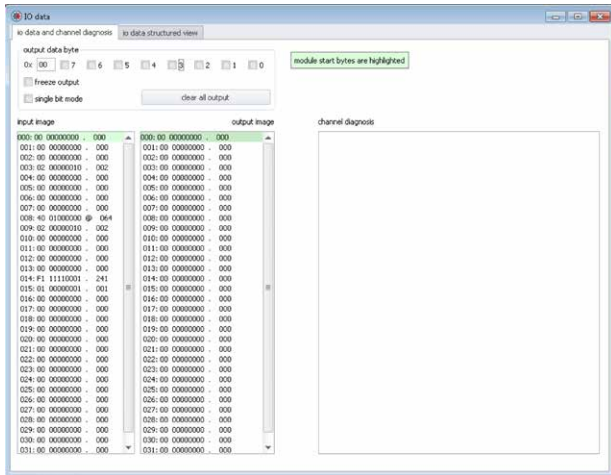 IO data
io data and channel diagnosis
io data structured view
output data byte
0x 00 7 6 5 4 3 2 1 0
module start bytes are highlighted
freeze output
single bit mode
clear all output
input image
output image
channel diagnosis
000: 00 00000000 . 000 000: 00 00000000 . 000
001: 00 00000000 . 000 001: 00 00000000 . 000
002: 00 00000000 . 000 002: 00 00000000 . 000
003: 02 00000010 . 002 003: 00 00000000 . 000
004: 00 00000000 . 000 004: 00 00000000 . 000
005: 00 00000000 . 000 005: 00 00000000 . 000
006: 00 00000000 . 000 006: 00 00000000 . 000
007: 00 00000000 . 000 007: 00 00000000 . 000
008: 40 01000000 @ 064 008: 00 00000000 . 000
009: 02 00000010 . 002 009: 00 00000000 . 000
010: 00 00000000 . 000 010: 00 00000000 . 000
011: 00 00000000 . 000 011: 00 00000000 . 000
012: 00 00000000 . 000 012: 00 00000000 . 000
013: 00 00000000 . 000 013: 00 00000000 . 000
014: F1 11110001 . 241 014: 00 00000000 . 000
015: 01 00000001 . 001 015: 00 00000000 . 000
016: 00 00000000 . 000 016: 00 00000000 . 000
017: 00 00000000 . 000 017: 00 00000000 . 000
018: 00 00000000 . 000 018: 00 00000000 . 000
019: 00 00000000 . 000 019: 00 00000000 . 000
020: 00 00000000 . 000 020: 00 00000000 . 000
021: 00 00000000 . 000 021: 00 00000000 . 000
022: 00 00000000 . 000 022: 00 00000000 . 000
023: 00 00000000 . 000 023: 00 00000000 . 000
024: 00 00000000 . 000 024: 00 00000000 . 000
025: 00 00000000 . 000 025: 00 00000000 . 000
026: 00 00000000 . 000 026: 00 00000000 . 000
027: 00 00000000 . 000 027: 00 00000000 . 000
028: 00 00000000 . 000 028: 00 00000000 . 000
029: 00 00000000 . 000 029: 00 00000000 . 000
030: 00 00000000 . 000 030: 00 00000000 . 000
031: 00 00000000 . 000 031: 00 00000000 . 000